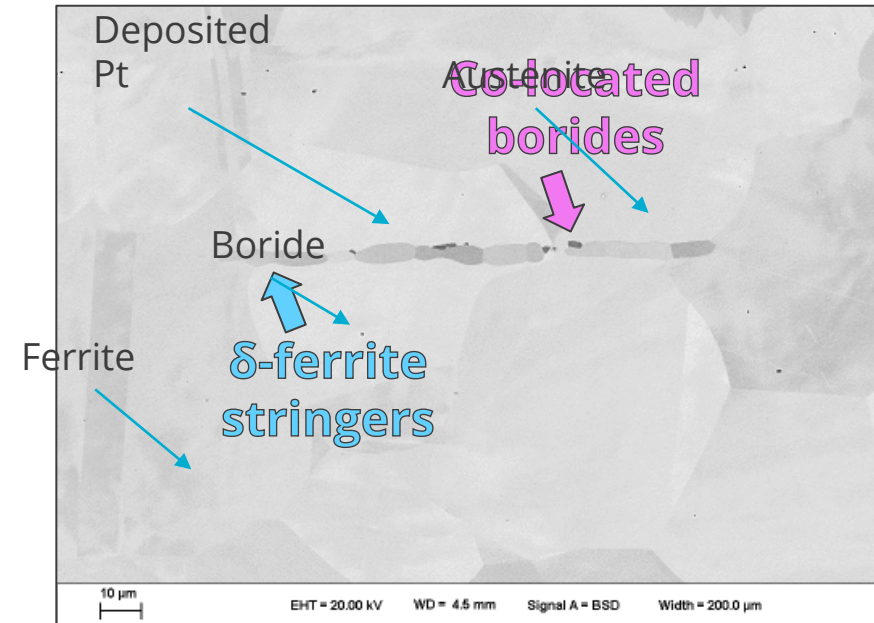 Deposited
Pt
Austenite
Co-located
borides
Boride
Ferrite
δ-ferrite
stringers
10 µm
EHT = 20.00 kV
WD = 4.5 mm
Signal A = BSD
Width = 200.0 µm